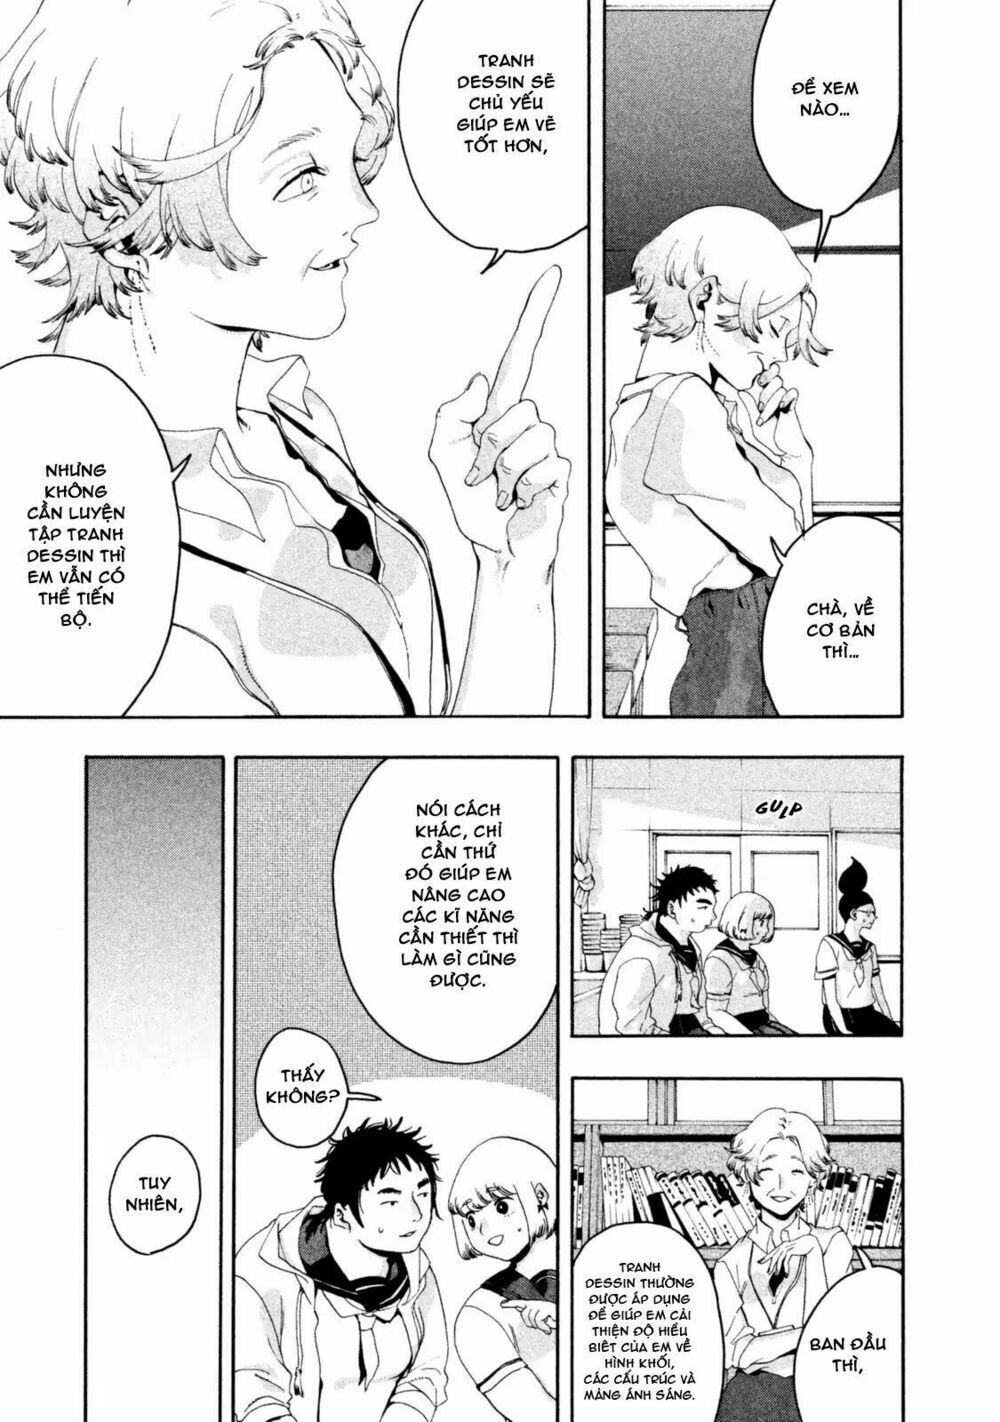 ĐỂ XEM
NÀO...
CHÀ, VỀ
CƠ BẢN
THÌ...
TRANH
DESSIN SẼ
CHỦ YẾU
GIÚP EM VẼ
TỐT HƠN,
NHƯNG
KHÔNG
CẦN LUYỆN
TẬP TRANH
DESSIN THÌ
EM VẪN CÓ
THỂ TIẾN
BỘ.
GULP
BAN ĐẦU
THÌ,
TRANH
DESSIN THƯỜNG
ĐƯỢC ÁP DỤNG
ĐỂ GIÚP EM CẢI
THIỆN ĐỘ HIỂU
BIẾT CỦA EM VỀ
HÌNH KHỐI,
CÁC CẤU TRÚC VÀ
MẢNG ÁNH SÁNG.
NÓI CÁCH
KHÁC, CHỈ
CẦN THỨ
ĐÓ GIÚP EM
NÂNG CAO
CÁC KĨ NĂNG
CẦN THIẾT THÌ
LÀM GÌ CŨNG
ĐƯỢC.
THẤY
KHÔNG?
TUY
NHIÊN,